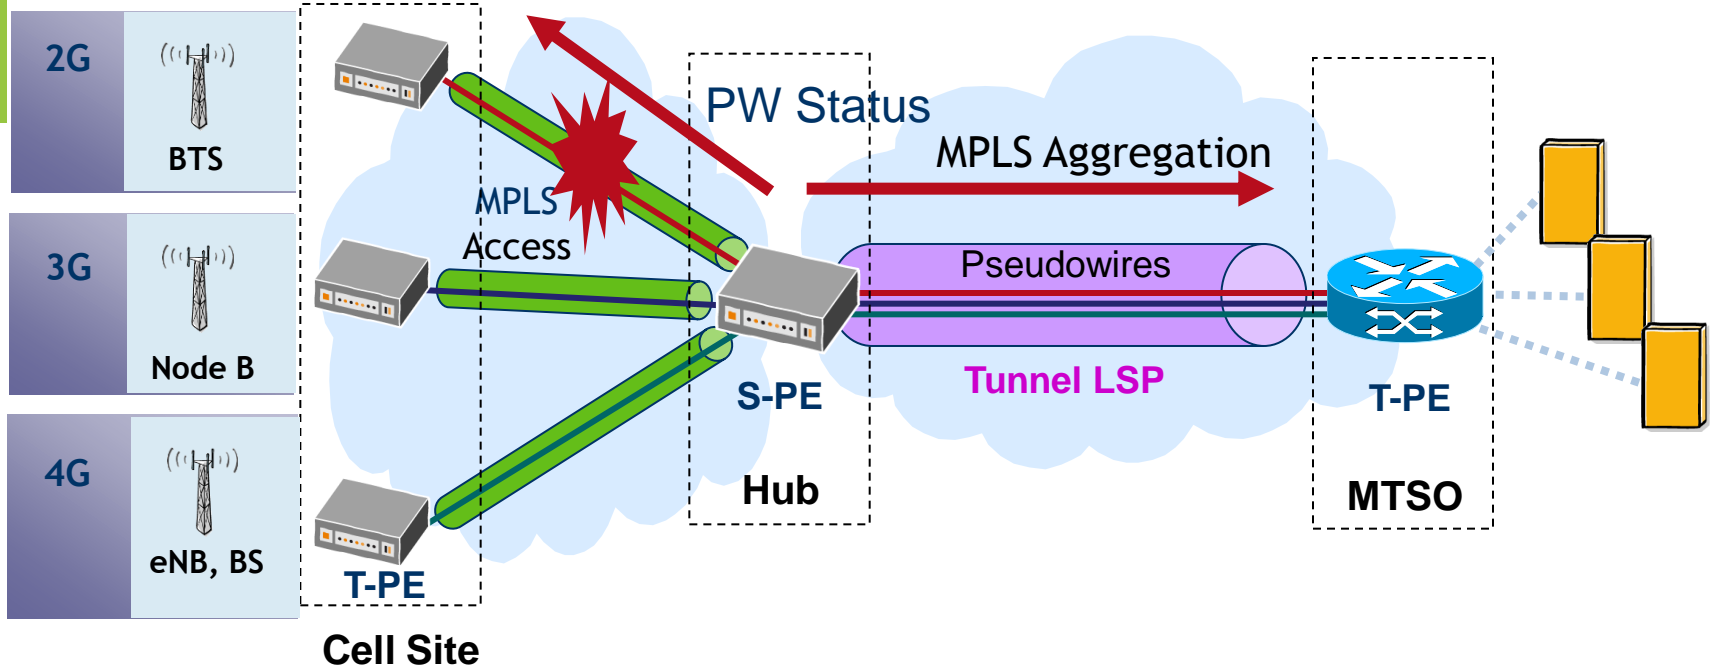 2G
BTS
3G
Node B
4G
eNB, BS
T-PE
Cell Site
MPLS
Access
PW Status
S-PE
Hub
MPLS Aggregation
Pseudowires
Tunnel LSP
T-PE
MTSO